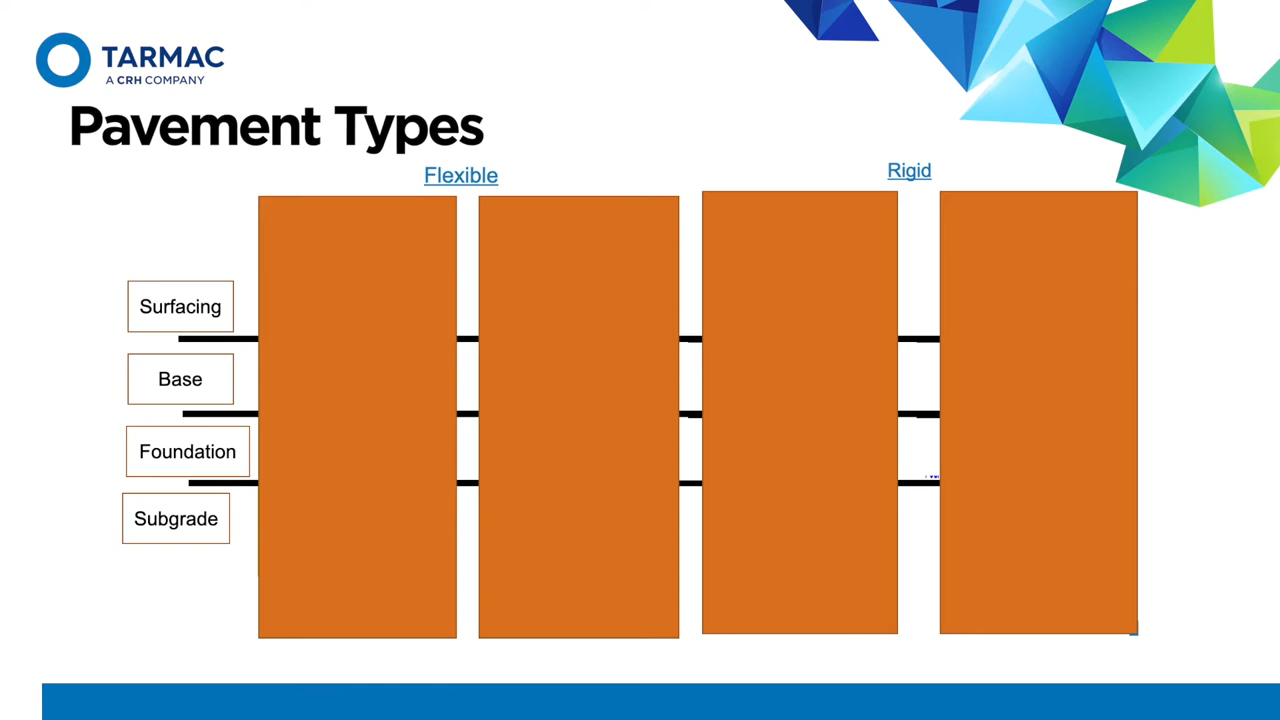 TARMAC
A CRH COMPANY
Pavement Types
Flexible
Rigid
Surfacing
Base
Foundation
Subgrade